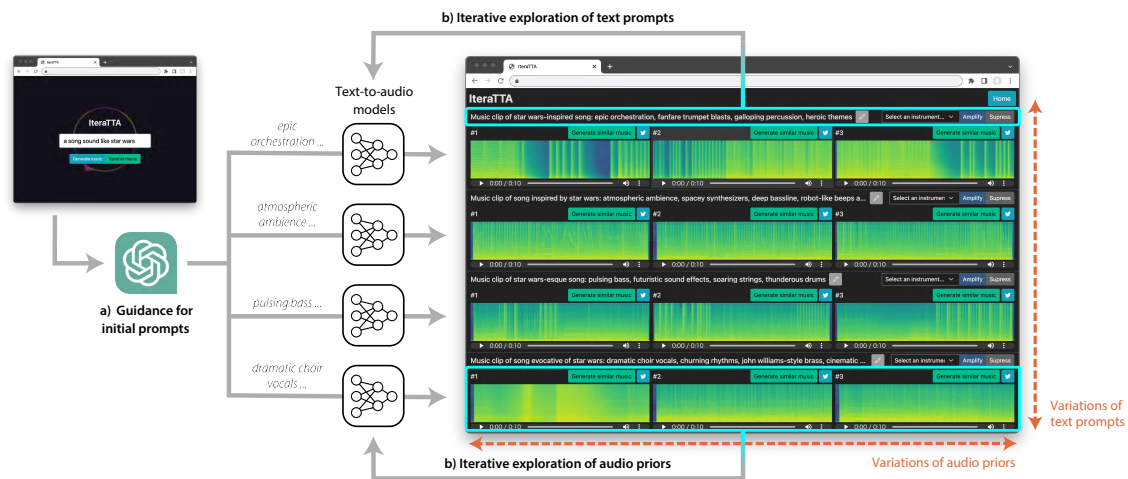 b) Iterative exploration of text prompts
IteraTTA
IteraTTA
a song sound like star wars
Generate music
Random theme
a) Guidance for
initial prompts
Text-to-audio
models
epic
orchestration ...
atmospheric
ambience ...
pulsing bass ...
dramatic choir
vocals ...
IteraTTA
IteraTTA
Home
Music clip of star wars-inspired song: epic orchestration, fanfare trumpet blasts, galloping percussion, heroic themes
Select an instrument...
Amplify
Supress
#1
Generate similar music
#2
Generate similar music
#3
Generate similar music
0:00 / 0:10
0:00 / 0:10
0:00 / 0:10
Music clip of song inspired by star wars: atmospheric ambience, spacey synthesizers, deep bassline, robot-like beeps a...
Select an instrumen
Amplify
Supress
#1
Generate similar music
#2
Generate similar music
#3
Generate similar music
0:00 / 0:10
0:00 / 0:10
0:00 / 0:10
Music clip of star wars-esque song: pulsing bass, futuristic sound effects, soaring strings, thunderous drums
Select an instrument...
Amplify
Supress
#1
Generate similar music
#2
Generate similar music
#3
Generate similar music
0:00 / 0:10
0:00 / 0:10
0:00 / 0:10
Music clip of song evocative of star wars: dramatic choir vocals, churning rhythms, john williams-style brass, cinematic ...
Select an instrumen
Amplify
Supress
#1
Generate similar music
#2
Generate similar music
#3
Generate similar music
0:00 / 0:10
0:00 / 0:10
0:00 / 0:10
Variations of
text prompts
b) Iterative exploration of audio priors
Variations of audio priors